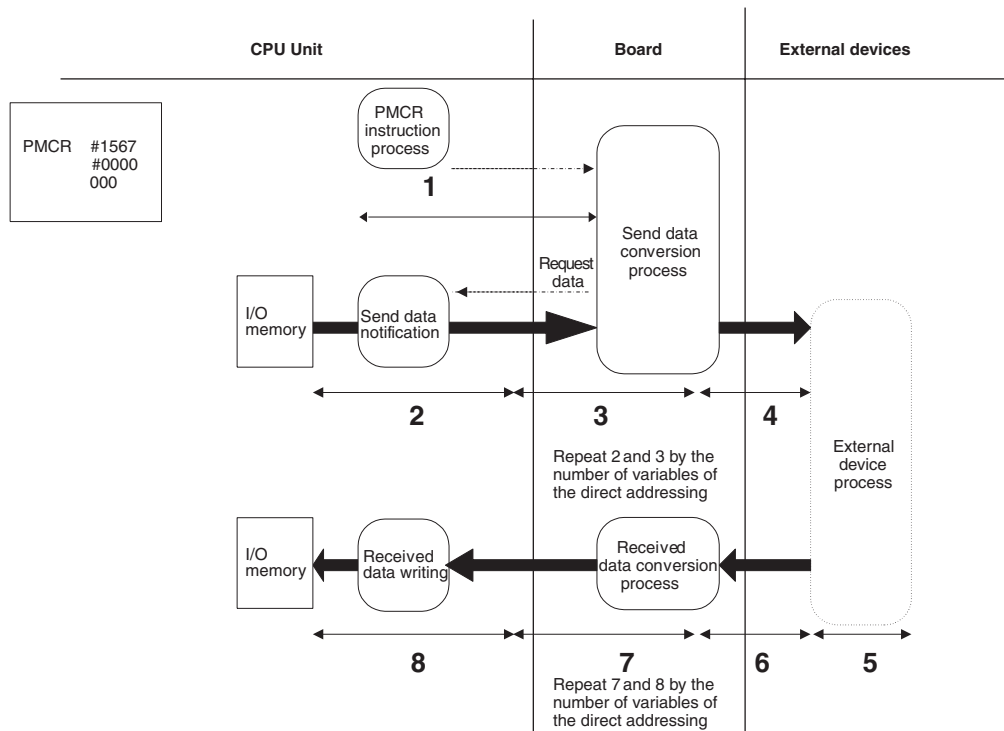 CPU Unit
Board
External devices
PMCR #1567
#0000
000
PMCR
instruction
process
1
Send data
conversion
process
Request
data
I/O
memory
Send data
notification
2
3
4
External
device
process
Repeat 2 and 3 by the
number of variables of
the direct addressing
I/O
memory
Received
data writing
Received
data conversion
process
8
7
6
5
Repeat 7 and 8 by the
number of variables of
the direct addressing